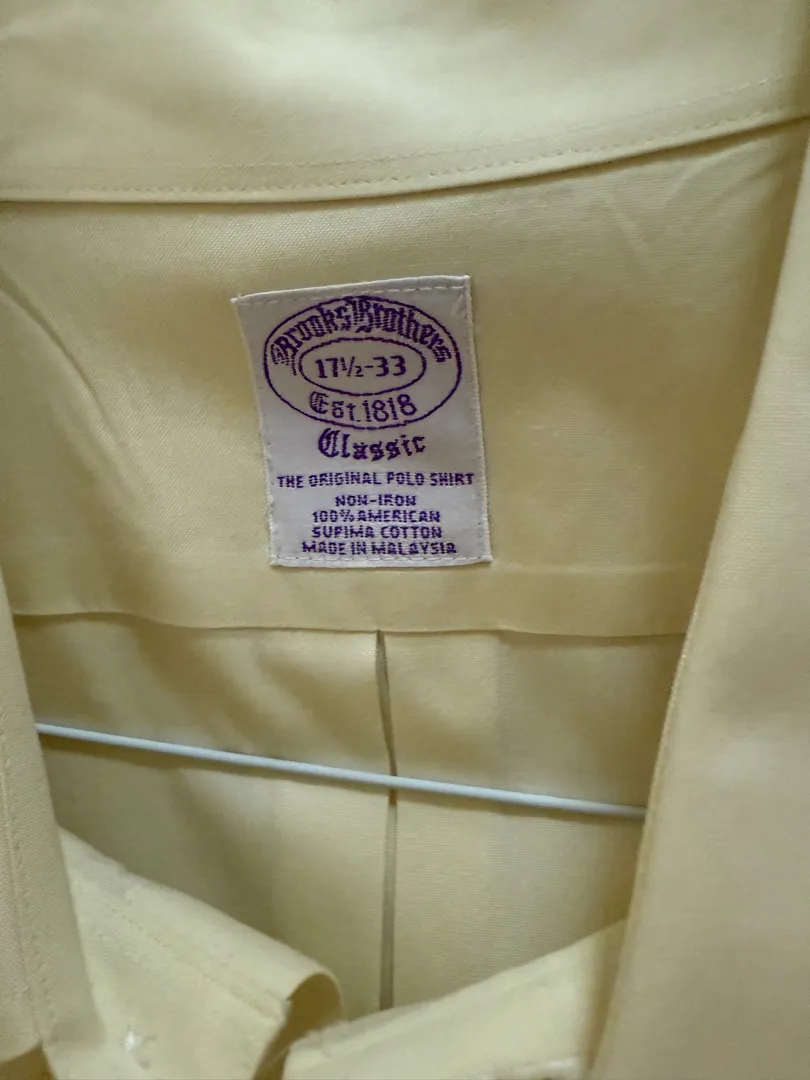 Brooks Brothers
17½-33
Est. 1818
Classic
THE ORIGINAL POLO SHIRT
NON-IRON
100% AMERICAN
SUPIMA COTTON
MADE IN MALAYSIA